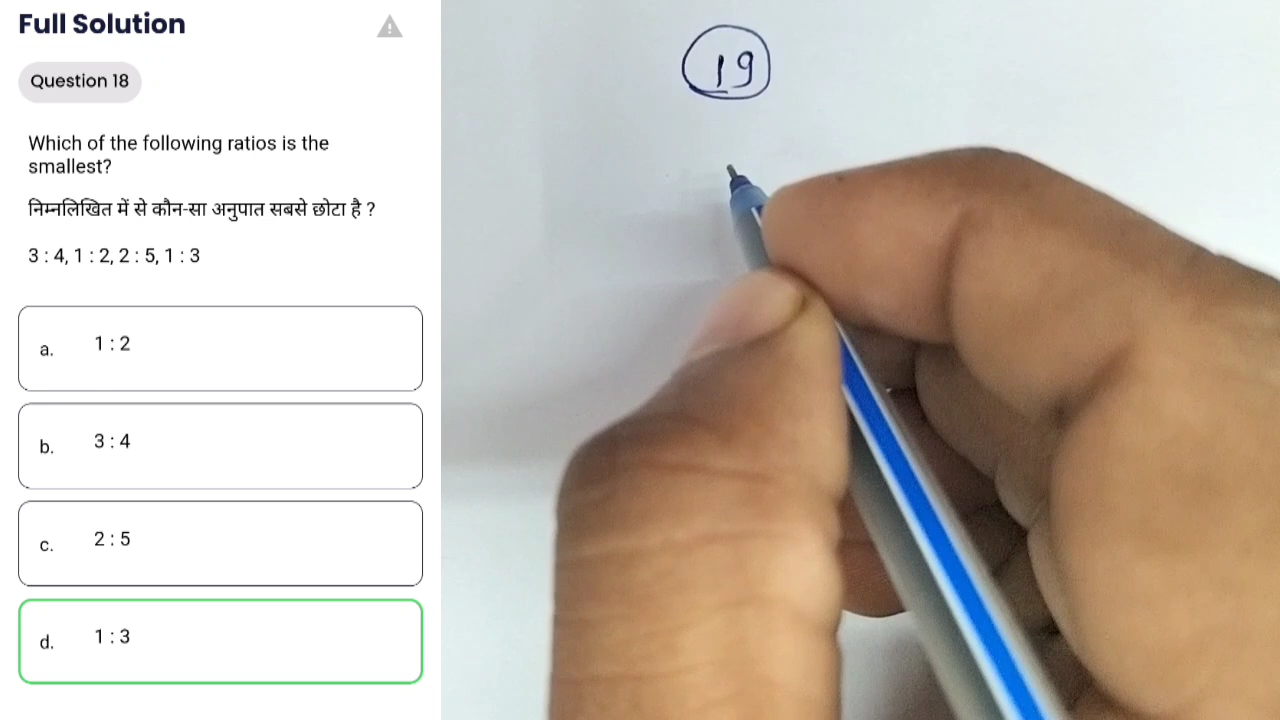 Full Solution
Question 18
Which of the following ratios is the
smallest?
निम्नलिखित में से कौन-सा अनुपात सबसे छोटा है ?
3 : 4, 1 : 2, 2 : 5, 1 : 3
a. 1 : 2
b. 3 : 4
c. 2 : 5
d. 1 : 3
19